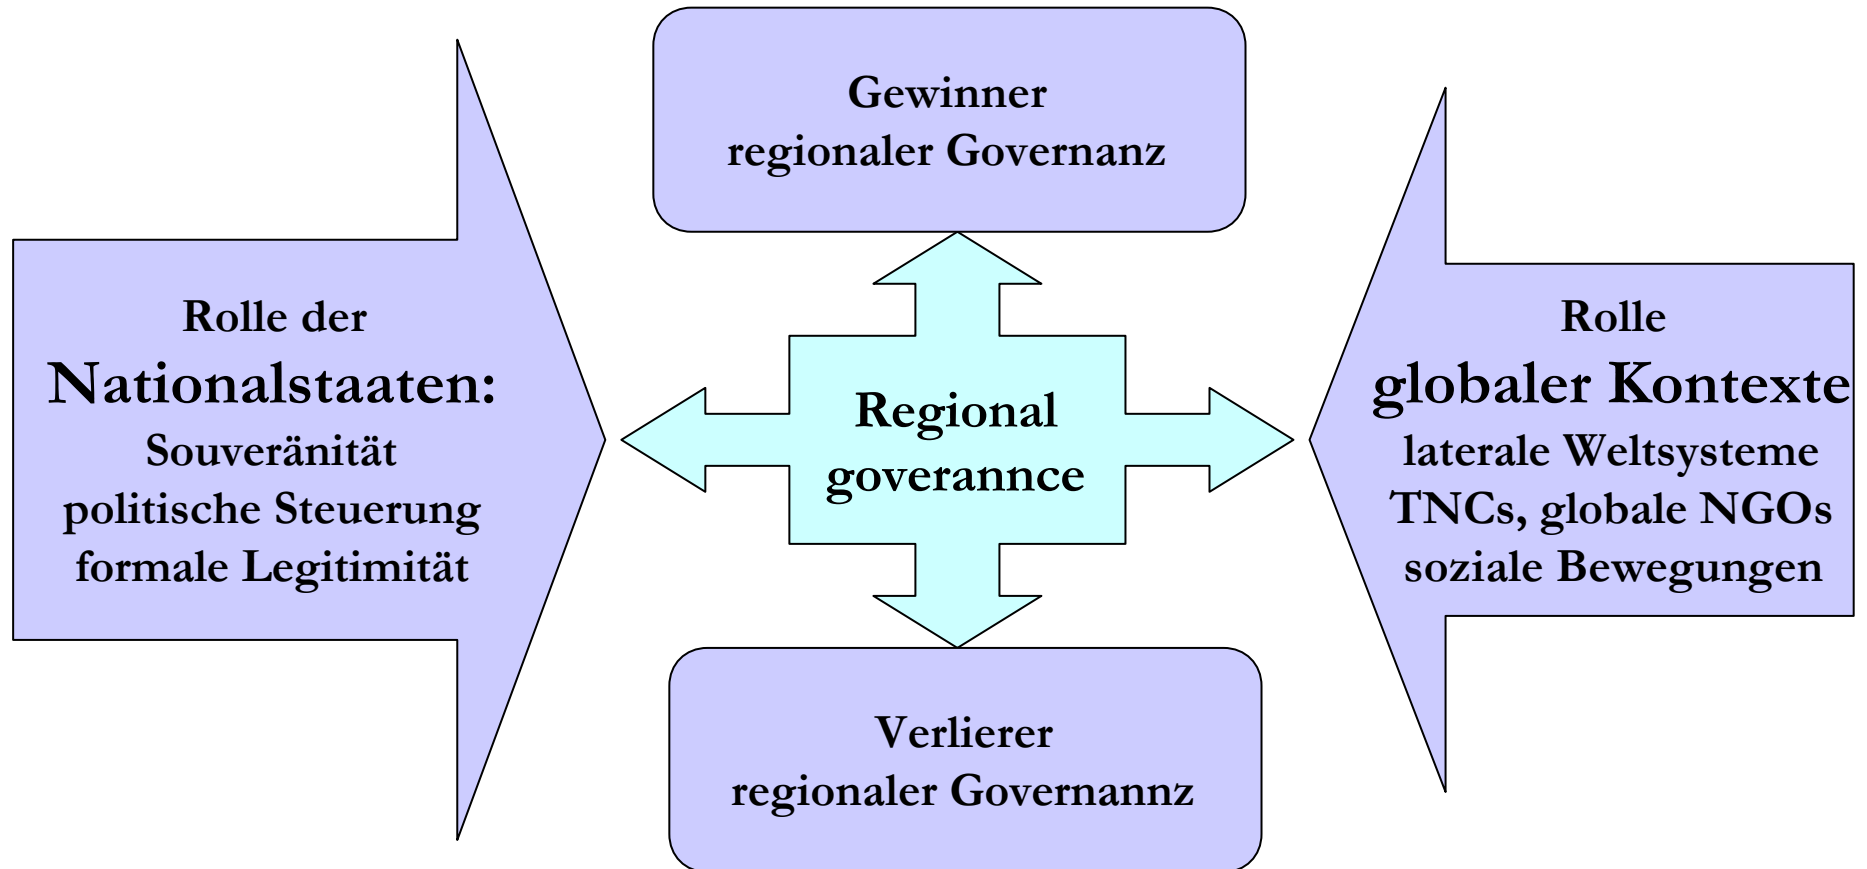 Gewinner
regionaler Governanz
Rolle der
Nationalstaaten:
Souveränität
politische Steuerung
formale Legitimität
Regional
goverannce
Rolle
globaler Kontexte
laterale Weltsysteme
TNCs, globale NGOs
soziale Bewegungen
Verlierer
regionaler Governannz